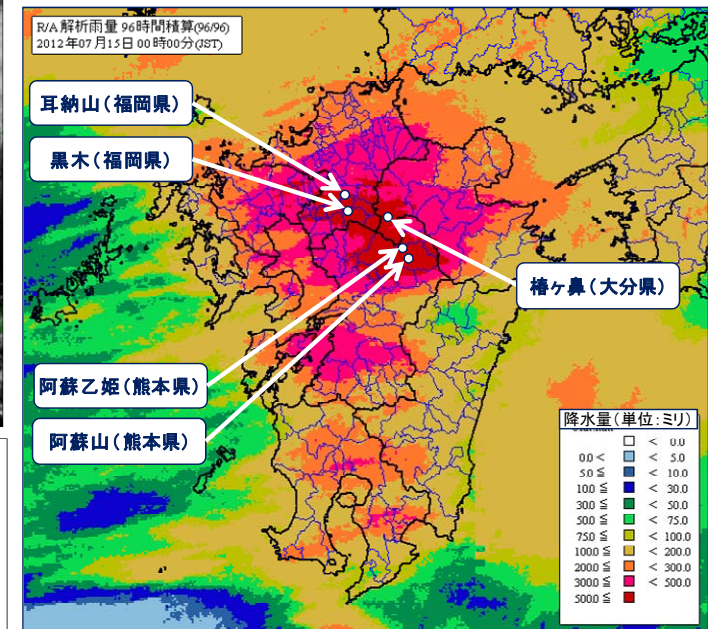 R/A 解析雨量 96時間積算(96/96)
2012年07月15日 00時00分(JST)
耳納山(福岡県)
黒木(福岡県)
椿ヶ鼻(大分県)
阿蘇乙姫(熊本県)
阿蘇山(熊本県)
降水量(単位:ミリ)
< 0.0
0.0 < < 5.0
5.0 ≦ < 10.0
10.0 ≦ < 30.0
30.0 ≦ < 50.0
50.0 ≦ < 75.0
75.0 ≦ < 100.0
100.0 ≦ < 200.0
200.0 ≦ < 300.0
300.0 ≦ < 500.0
500.0 ≦